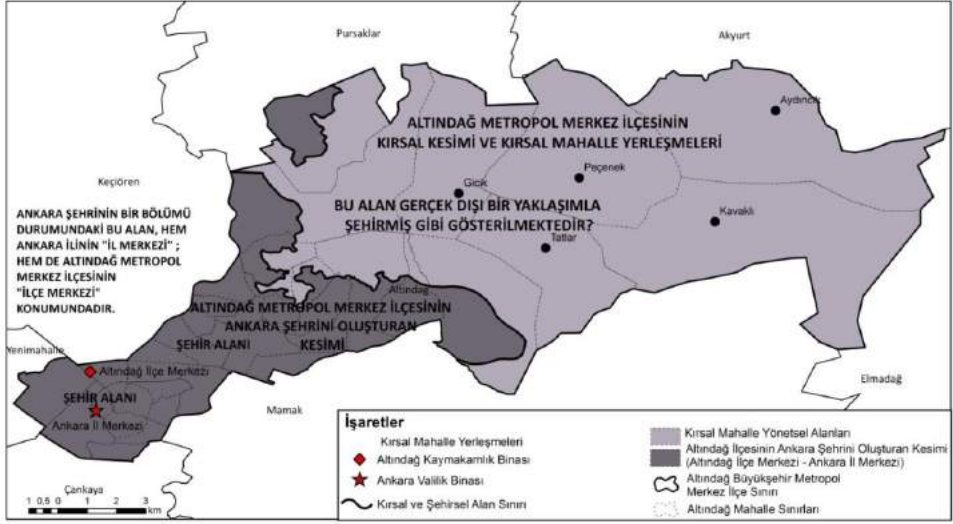 Pursaklar
Akyurt
Aydıncık
ALTINDAĞ METROPOL MERKEZ İLÇESİNİN
KIRSAL KESİMİ VE KIRSAL MAHALLE YERLEŞMELERİ
Keçiören
Peçenek
Gicik
BU ALAN GERÇEK DIŞI BİR YAKLAŞIMLA
ŞEHİRMİŞ GİBİ GÖSTERİLMEKTEDİR?
Kavaklı
Tatlar
ANKARA ŞEHRİNİN BİR BÖLÜMÜ
DURUMUNDAKİ BU ALAN, HEM
ANKARA İLİNİN "İL MERKEZİ" ;
HEM DE ALTINDAĞ METROPOL
MERKEZ İLÇESİNİN
"İLÇE MERKEZİ"
KONUMUNDADIR.
Altındağ
ALTINDAĞ METROPOL MERKEZ İLÇESİNİN
ANKARA ŞEHRİNİ OLUŞTURAN
ŞEHİR ALANI KESİMİ
Yenimahalle
Altındağ İlçe Merkezi
ŞEHİR ALANI
Ankara İl Merkezi
Mamak
Elmadağ
Çankaya
1 0,5 0 1 2 3
km
İşaretler
Kırsal Mahalle Yerleşmeleri
Altındağ Kaymakamlık Binası
Ankara Valilik Binası
Kırsal ve Şehirsel Alan Sınırı
Kırsal Mahalle Yönetsel Alanları
Altındağ İlçesinin Ankara Şehrini Oluşturan Kesimi
(Altındağ İlçe Merkezi - Ankara İl Merkezi)
Altındağ Büyükşehir Metropol
Merkez İlçe Sınırı
Altındağ Mahalle Sınırları